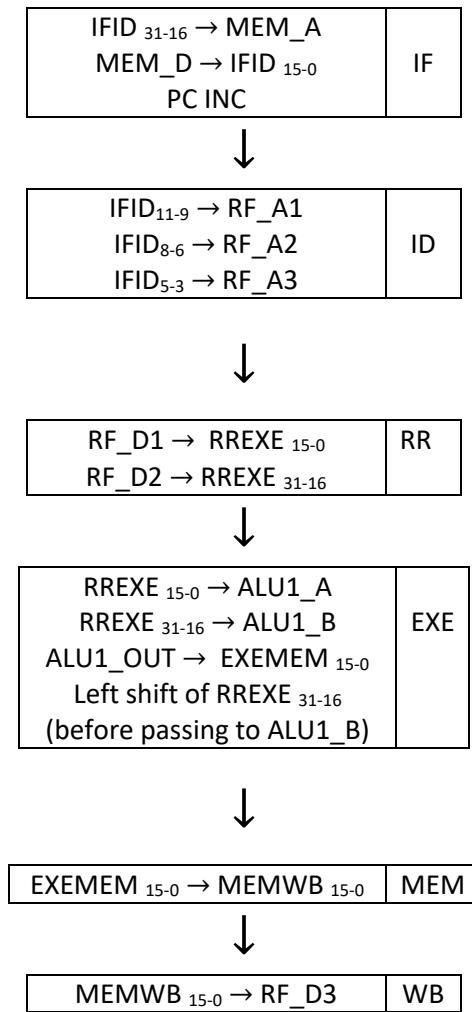 IFID 31-16 → MEM_A
MEM_D → IFID 15-0
PC INC
IF
IFID11-9 → RF_A1
IFID8-6 → RF_A2
IFID5-3 → RF_A3
ID
RF_D1 → RREXE 15-0
RF_D2 → RREXE 31-16
RR
RREXE 15-0 → ALU1_A
RREXE 31-16 → ALU1_B
ALU1_OUT → EXEMEM 15-0
Left shift of RREXE 31-16
(before passing to ALU1_B)
EXE
EXEMEM 15-0 → MEMWB 15-0
MEM
MEMWB 15-0 → RF_D3
WB